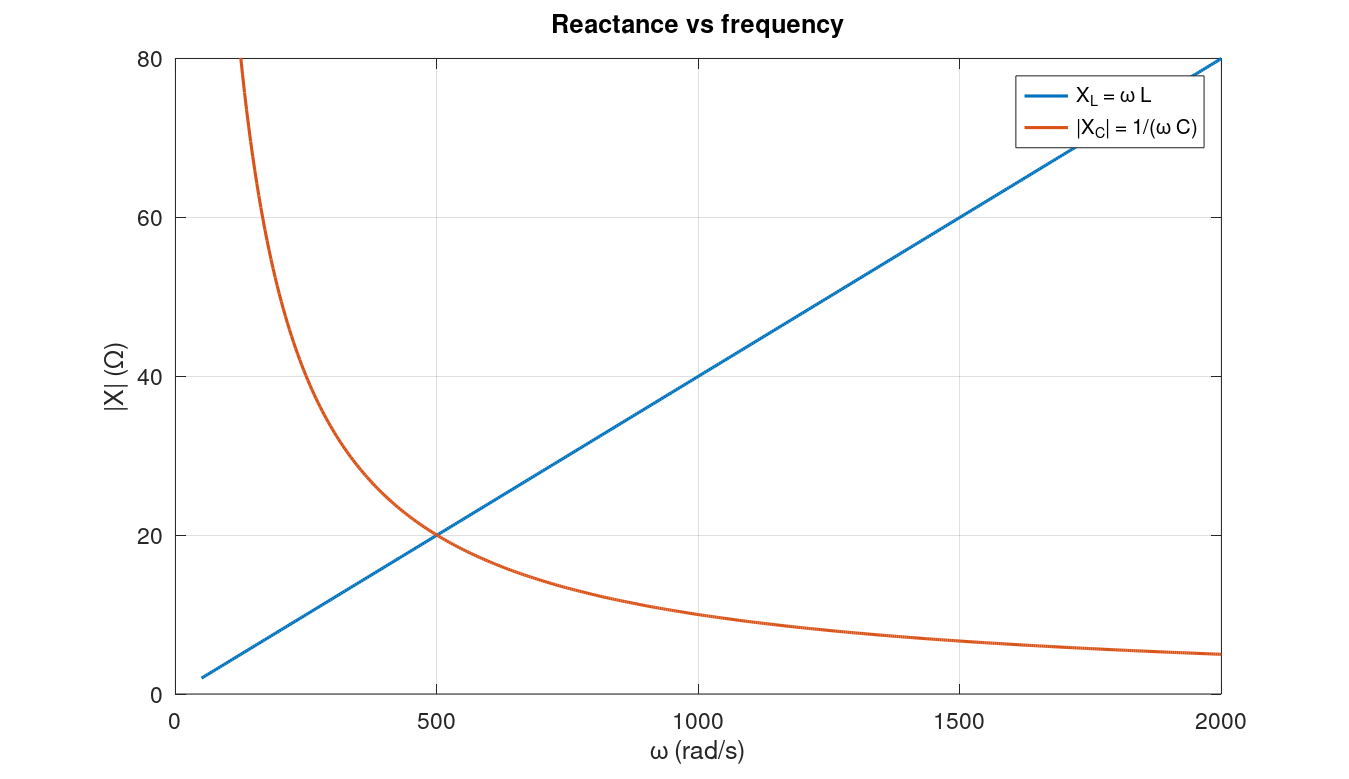 Reactance vs frequency
80
60
40
20
0
|X| (Ω)
X_L = ω L
|X_C| = 1/(ω C)
0 500 1000 1500 2000
ω (rad/s)